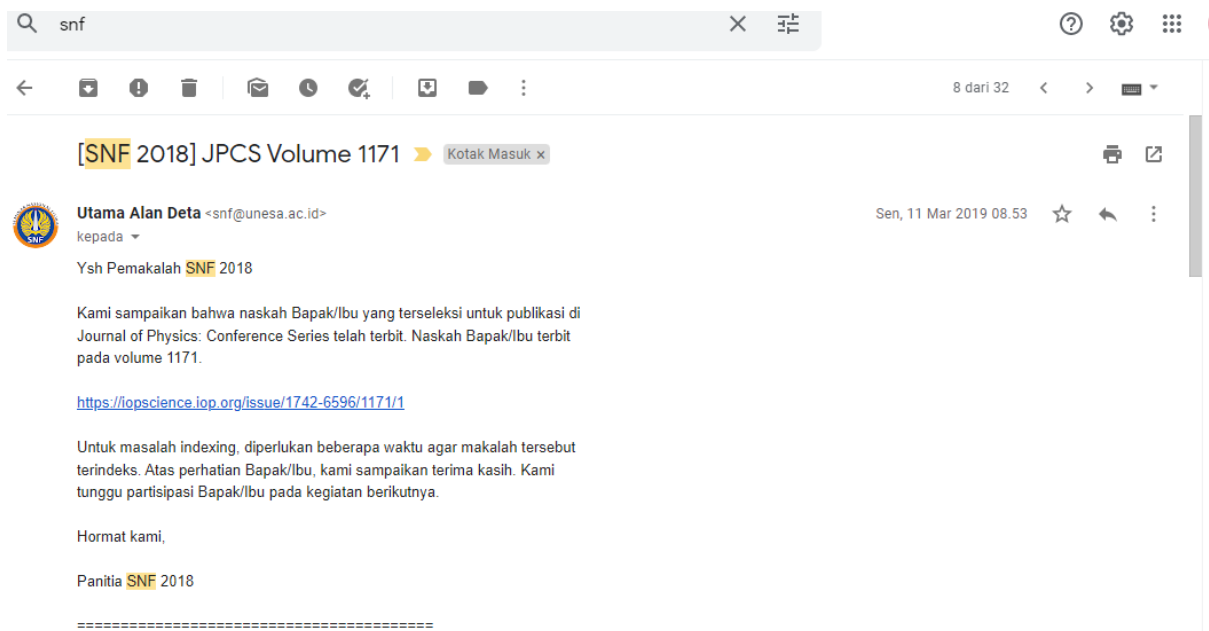 snf
8 dari 32
[SNF 2018] JPCS Volume 1171
Kotak Masuk ×
Utama Alan Deta <snf@unesa.ac.id>
Sen, 11 Mar 2019 08.53
kepada
SNF
Ysh Pemakalah SNF 2018
Kami sampaikan bahwa naskah Bapak/Ibu yang terseleksi untuk publikasi di
Journal of Physics: Conference Series telah terbit. Naskah Bapak/Ibu terbit
pada volume 1171.
https://iopscience.iop.org/issue/1742-6596/1171/1
Untuk masalah indexing, diperlukan beberapa waktu agar makalah tersebut
terindeks. Atas perhatian Bapak/Ibu, kami sampaikan terima kasih. Kami
tunggu partisipasi Bapak/Ibu pada kegiatan berikutnya.
Hormat kami,
Panitia SNF 2018
=========================================